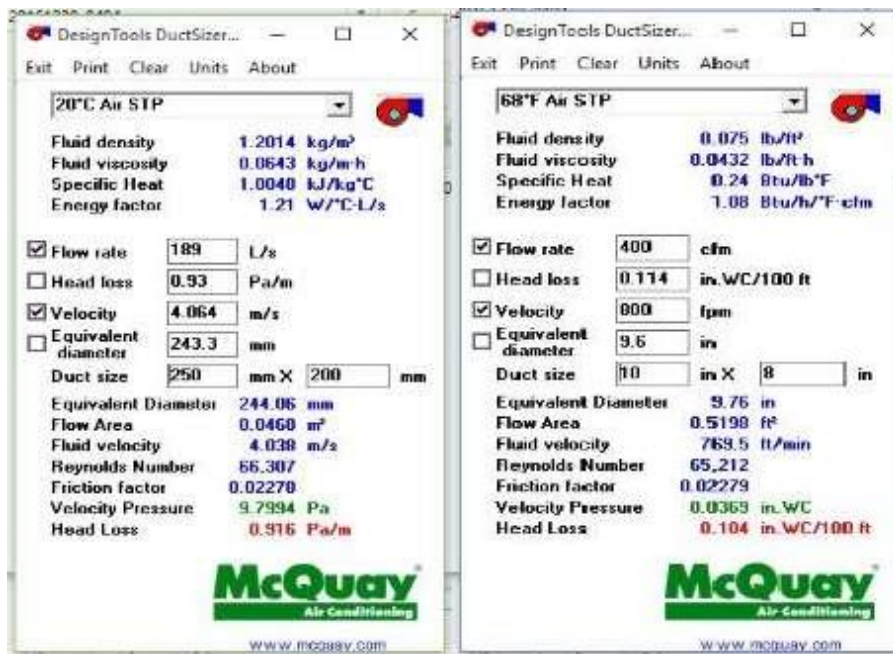 DesignTools DuctSizer...
Exit Print Clear Units About
20°C Air STP
Fluid density 1.2014 kg/m³
Fluid viscosity 0.0643 kg/m·h
Specific Heat 1.0048 kJ/kg°C
Energy factor 1.21 W/°C·L/s
Flow rate 189 L/s
Head loss 0.93 Pa/m
Velocity 4.064 m/s
Equivalent
diameter 243.3 mm
Duct size 250 mm X 200 mm
Equivalent Diameter 244.06 mm
Flow Area 0.0468 m²
Fluid velocity 4.038 m/s
Reynolds Number 66,307
Friction factor 0.02278
Velocity Pressure 9.7994 Pa
Head Loss 0.916 Pa/m
McQuay
Air Conditioning
www.mcquay.com
DesignTools DuctSizer...
Exit Print Clear Units About
68°F Air STP
Fluid density 0.075 lb/ft³
Fluid viscosity 0.0432 lb/ft·h
Specific Heat 0.24 Btu/lb°F
Energy factor 1.08 Btu/h/°F·cfm
Flow rate 400 cfm
Head loss 0.114 in.WC/100 ft
Velocity 800 fpm
Equivalent
diameter 9.6 in
Duct size 10 in X 8 in
Equivalent Diameter 9.76 in
Flow Area 0.5198 ft²
Fluid velocity 769.5 ft/min
Reynolds Number 65,212
Friction factor 0.02279
Velocity Pressure 0.0369 in.WC
Head Loss 0.104 in.WC/100 ft
McQuay
Air Conditioning
www.mcquay.com